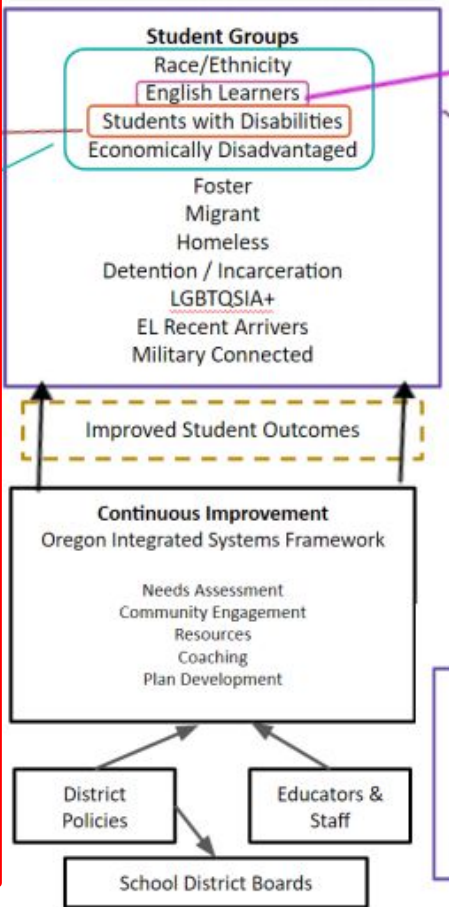 Student Groups
Race/Ethnicity
English Learners
Students with Disabilities
Economically Disadvantaged
Foster
Migrant
Homeless
Detention / Incarceration
LGBTQSIA+
EL Recent Arrivers
Military Connected
Improved Student Outcomes
Continuous Improvement
Oregon Integrated Systems Framework
Needs Assessment
Community Engagement
Resources
Coaching
Plan Development
District
Policies
Educators &
Staff
School District Boards